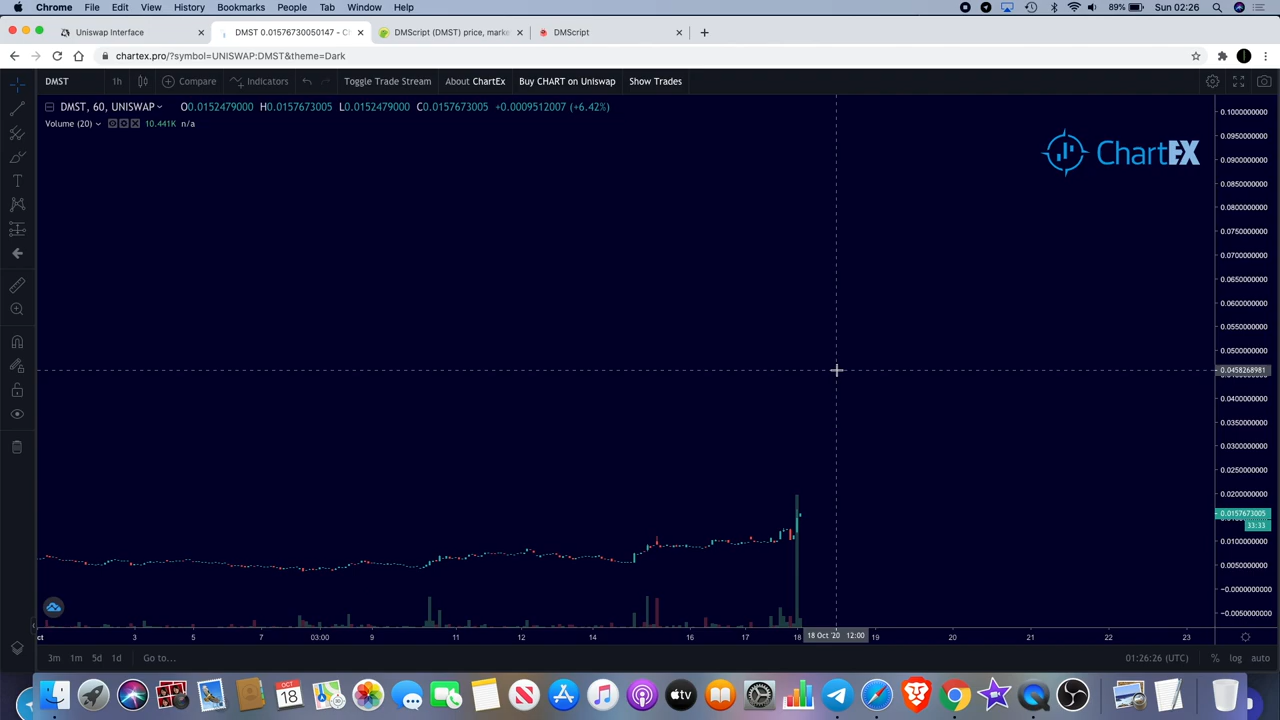 Chrome File Edit View History Bookmarks People Tab Window Help 89% Sun 02:26
Uniswap Interface DMST 0.01576730050147 - C DMScript (DMST) price, marke DMScript
chartex.pro/?symbol=UNISWAP:DMST&theme=Dark
DMST 1h Compare Indicators Toggle Trade Stream About ChartEx Buy CHART on Uniswap Show Trades
DMST, 60, UNISWAP O0.0152479000 H0.0157673005 L0.0152479000 C0.0157673005 +0.0009512007 (+6.42%)
Volume (20) 10.441K n/a
ChartEX
0.1000000000
0.0950000000
0.0900000000
0.0850000000
0.0800000000
0.0750000000
0.0700000000
0.0650000000
0.0600000000
0.0550000000
0.0500000000
0.0458268981
0.0400000000
0.0350000000
0.0300000000
0.0250000000
0.0200000000
0.0157673005
33:33
0.0100000000
0.0050000000
−0.0000000000
−0.0050000000
ct 3 5 7 03:00 9 11 12 14 16 17 18 18 Oct '20 12:00 19 20 21 22 23
3m 1m 5d 1d Go to... 01:26:26 (UTC) % log auto
OCT
18
tv